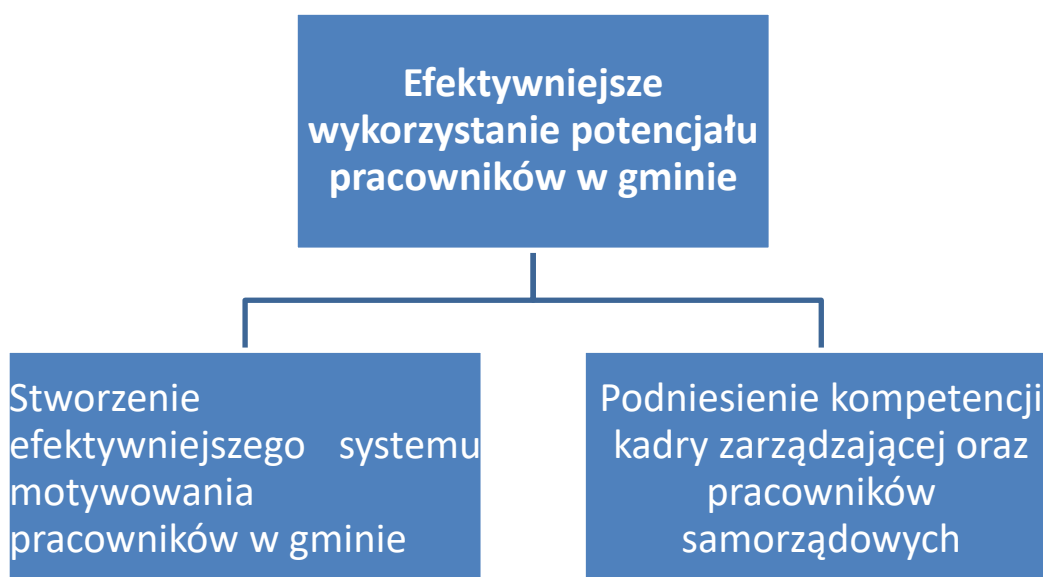 Efektywniejsze
wykorzystanie potencjału
pracowników w gminie
Stworzenie
efektywniejszego systemu
motywowania
pracowników w gminie
Podniesienie kompetencji
kadry zarządzającej oraz
pracowników
samorządowych